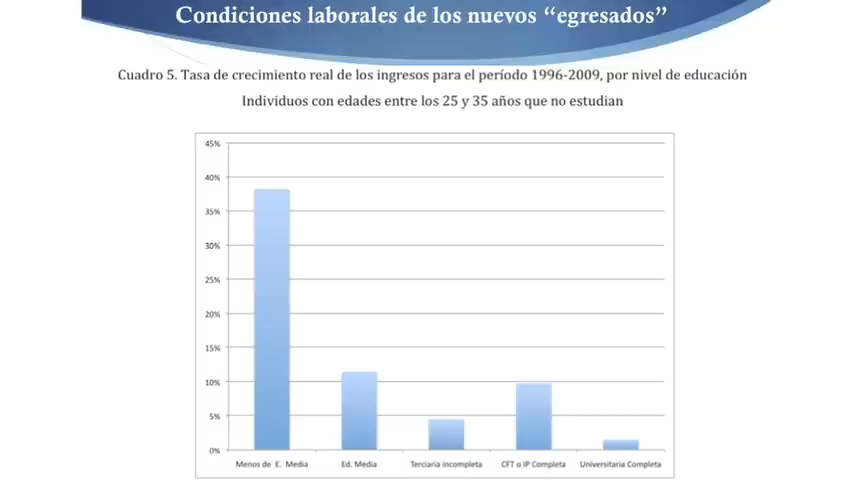 Condiciones laborales de los nuevos “egresados”
Cuadro 5. Tasa de crecimiento real de los ingresos para el período 1996-2009, por nivel de educación
Individuos con edades entre los 25 y 35 años que no estudian
45%
40%
35%
30%
25%
20%
15%
10%
5%
0%
Menos de E. Media
Ed. Media
Terciaria incompleta
CFT o IP Completa
Universitaria Completa